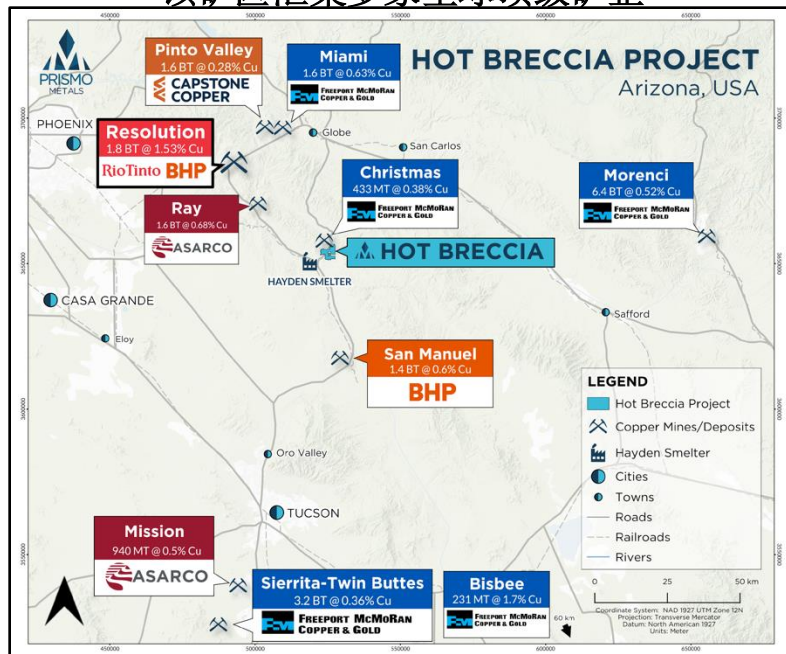 HOT BRECCIA PROJECT
Arizona, USA
PRISMO
METALS
Pinto Valley
1.6 BT @ 0.28% Cu
CAPSTONE
COPPER
Miami
1.6 BT @ 0.63% Cu
FCX
FREEPORT McMoRAN
COPPER & GOLD
PHOENIX
Globe
San Carlos
Resolution
1.8 BT @ 1.53% Cu
RioTinto BHP
Christmas
433 MT @ 0.38% Cu
FREEPORT McMoRAN
COPPER & GOLD
Morenci
6.4 BT @ 0.52% Cu
FREEPORT McMoRAN
COPPER & GOLD
Ray
1.6 BT @ 0.68% Cu
ASARCO
HOT BRECCIA
HAYDEN SMELTER
CASA GRANDE
Eloy
Safford
San Manuel
1.4 BT @ 0.6% Cu
BHP
LEGEND
Hot Breccia Project
Copper Mines/Deposits
Hayden Smelter
Cities
Towns
Roads
Railroads
Rivers
Oro Valley
TUCSON
Mission
940 MT @ 0.5% Cu
ASARCO
Sierrita-Twin Buttes
3.2 BT @ 0.36% Cu
FREEPORT McMoRAN
COPPER & GOLD
Bisbee
231 MT @ 1.7% Cu
FREEPORT McMoRAN
COPPER & GOLD
60 km
0 25 50 km
Coordinate System: NAD 1927 UTM Zone 12N
Projection: Transverse Mercator
Datum: North American 1927
Units: Meter
450000 500000 550000 600000 650000
3700000
3650000
3600000
3550000